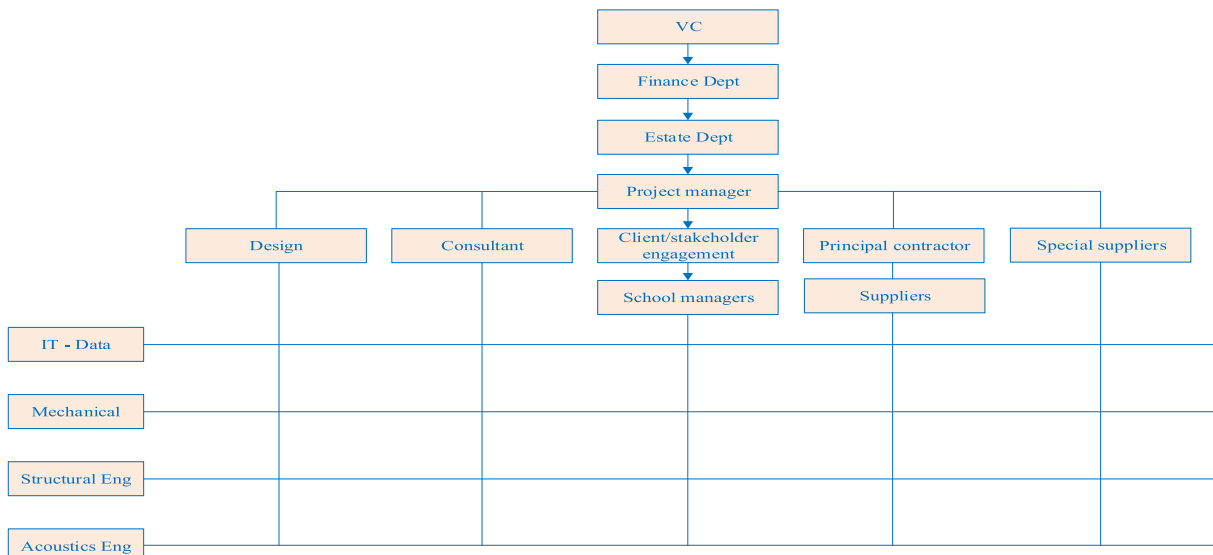 VC
Finance Dept
Estate Dept
Project manager
Design
Consultant
Client/stakeholder
engagement
Principal contractor
Special suppliers
School managers
Suppliers
IT - Data
Mechanical
Structural Eng
Acoustics Eng